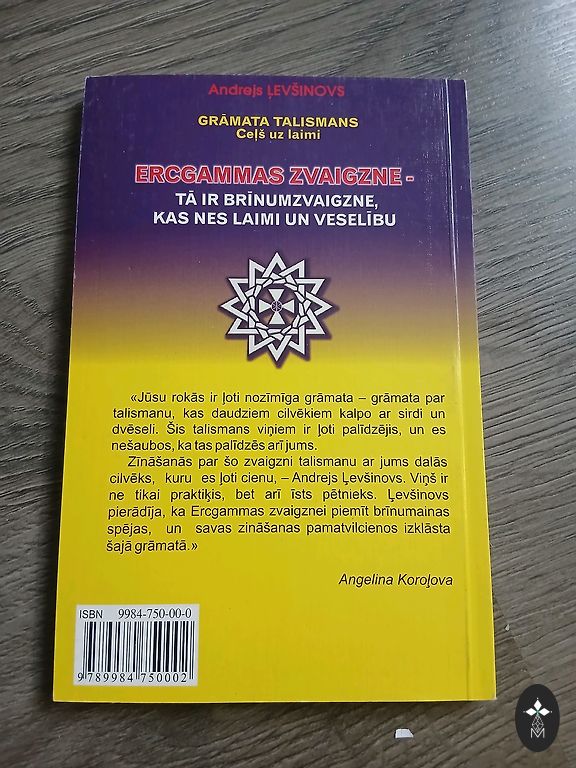 Andrejs ĻEVŠINOVS
GRĀMATA TALISMANS
Ceļš uz laimi
ERCGAMMAS ZVAIGZNE -
TĀ IR BRĪNUMZVAIGZNE,
KAS NES LAIMI UN VESELĪBU
«Jūsu rokās ir ļoti nozīmīga grāmata – grāmata par
talismanu, kas daudziem cilvēkiem kalpo ar sirdi un
dvēseli. Šis talismans viņiem ir ļoti palīdzējis, un es
nešaubos, ka tas palīdzēs arī jums.
Zīnāšanās par šo zvaigzni talismanu ar jums dalās
cilvēks, kuru es ļoti cienu, – Andrejs Ļevšinovs. Viņš ir
ne tikai praktiķis, bet arī īsts pētnieks. Ļevšinovs
pierādīja, ka Ercgammas zvaigznei piemīt brīnumainas
spējas, un savas zināšanas pamatvilcienos izklāsta
šajā grāmatā.»
Angelina Koroļova
ISBN 9984-750-00-0
9789984750002
M